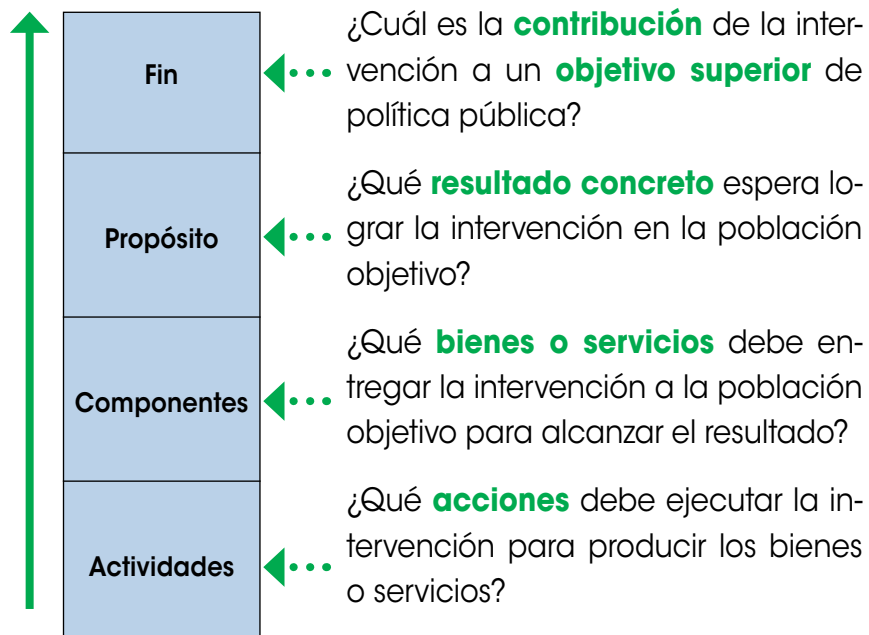 Fin
¿Cuál es la contribución de la inter-
vención a un objetivo superior de
política pública?
Propósito
¿Qué resultado concreto espera lo-
grar la intervención en la población
objetivo?
Componentes
¿Qué bienes o servicios debe en-
tregar la intervención a la población
objetivo para alcanzar el resultado?
Actividades
¿Qué acciones debe ejecutar la in-
tervención para producir los bienes
o servicios?